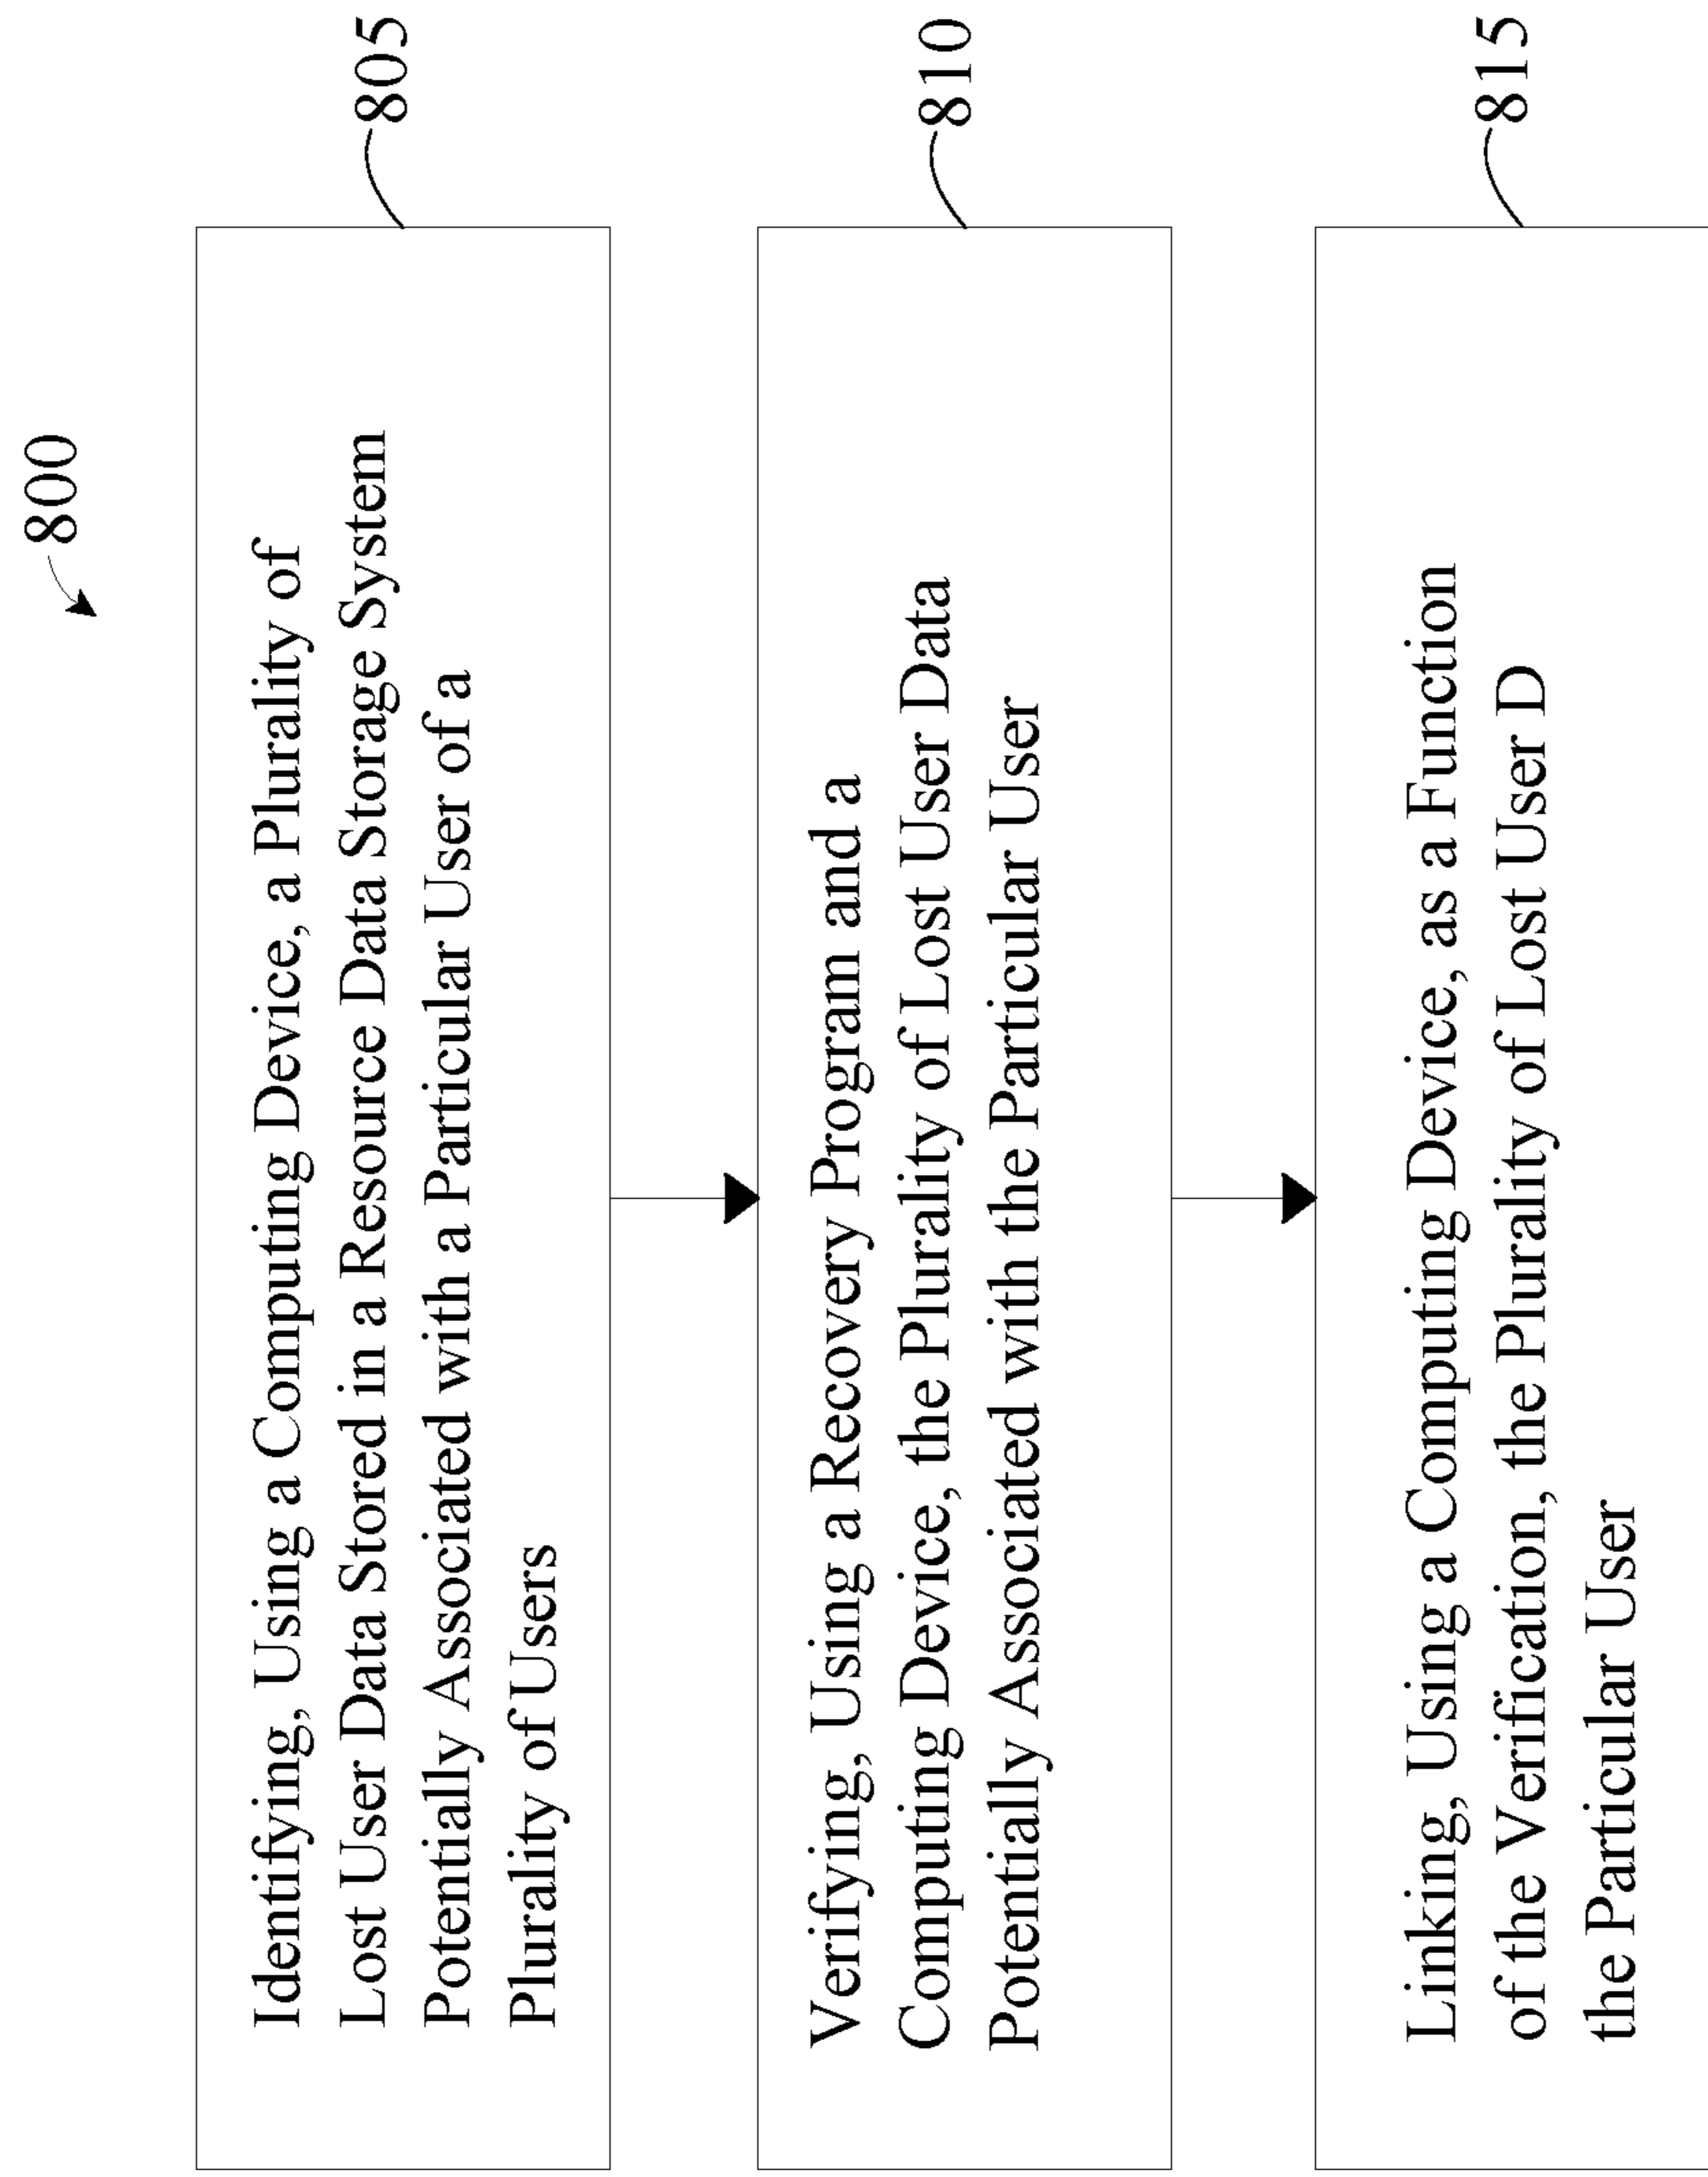 800
Identifying, Using a Computing Device, a Plurality of
Lost User Data Stored in a Resource Data Storage System
Potentially Associated with a Particular User of a
Plurality of Users
805
Verifying, Using a Recovery Program and a
Computing Device, the Plurality of Lost User Data
Potentially Associated with the Particular User
810
Linking, Using a Computing Device, as a Function
of the Verification, the Plurality of Lost User D
the Particular User
815